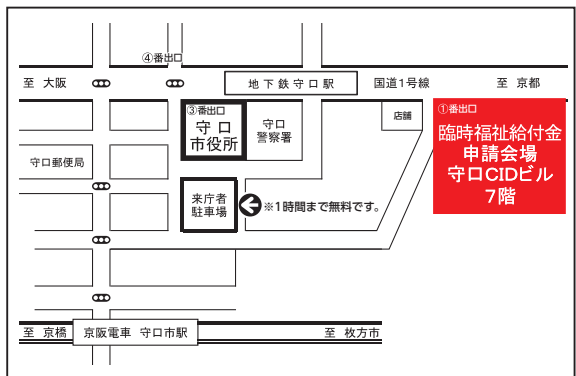 ④番出口
至 大阪
地下鉄守口駅
国道1号線
至 京都
③番出口
守口
市役所
守口
警察署
店舗
①番出口
臨時福祉給付金
申請会場
守口CIDビル
7階
守口郵便局
来庁者
駐車場
※1時間まで無料です。
至 京橋
京阪電車 守口市駅
至 枚方市